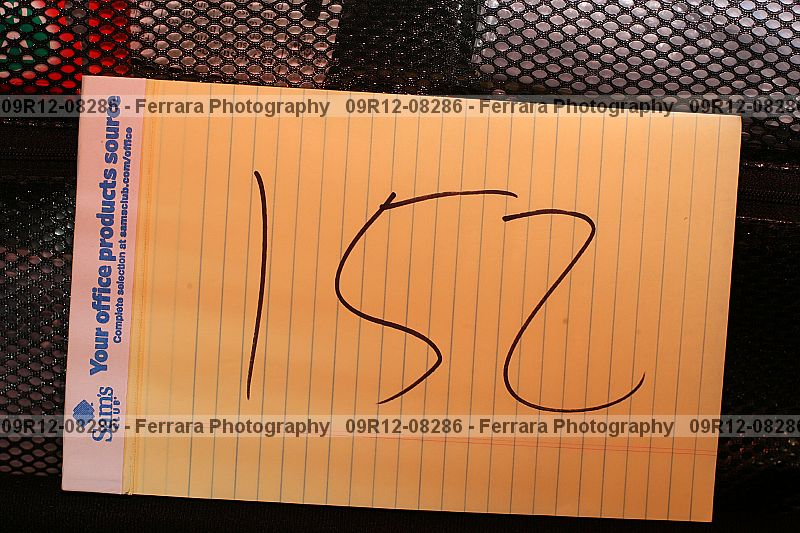 09R12-08286 - Ferrara Photography 09R12-08286 - Ferrara Photography 09R12-08286
152
Your office products source
Complete selection at samsclub.com/office
Sam's
CLUB
09R12-08286 - Ferrara Photography 09R12-08286 - Ferrara Photography 09R12-08286